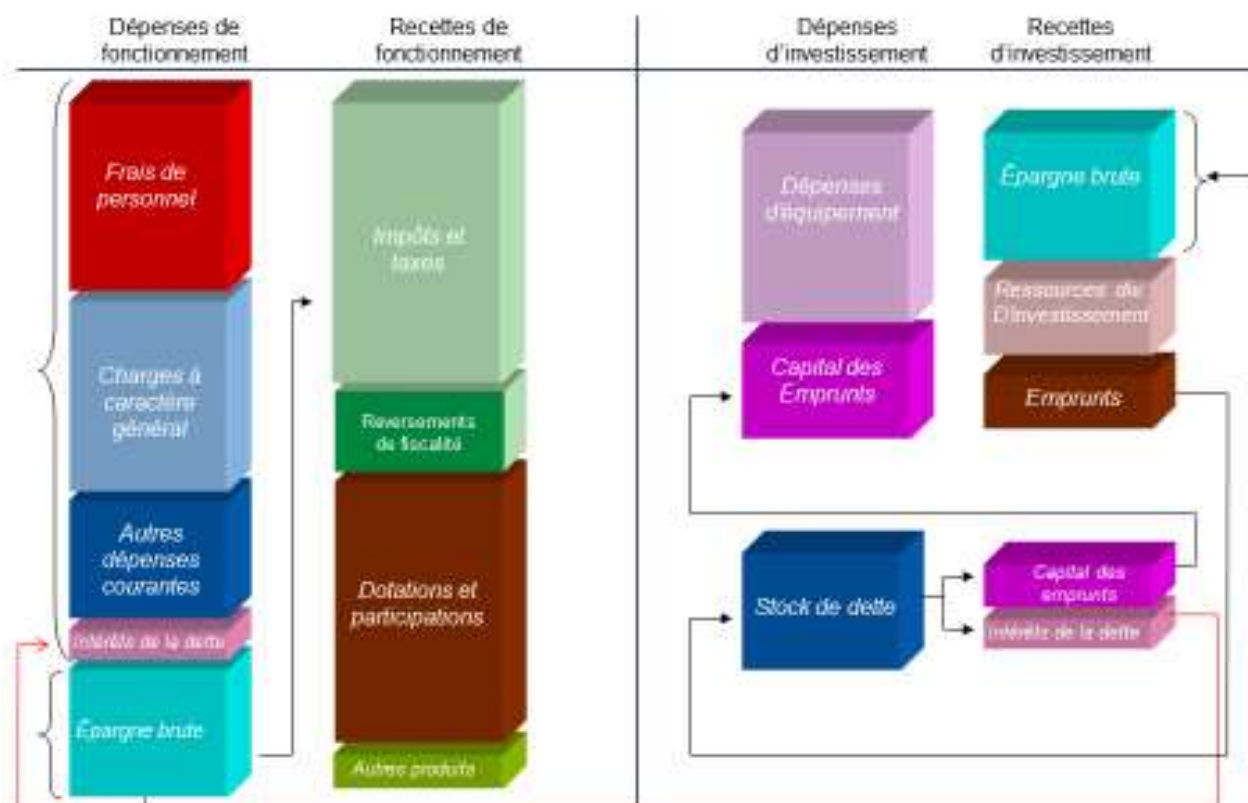 Dépenses de
fonctionnement
Recettes de
fonctionnement
Dépenses
d'investissement
Recettes
d'investissement
Frais de
personnel
Charges à
caractère
général
Autres
dépenses
courantes
Intérêts de la dette
Épargne brute
Impôts et
taxes
Reversements
de fiscalité
Dotations et
participations
Autres produits
Dépenses
d'équipement
Capital des
Emprunts
Épargne brute
Ressources du
D'investissement
Emprunts
Stock de dette
Capital des
emprunts
Intérêts de la dette